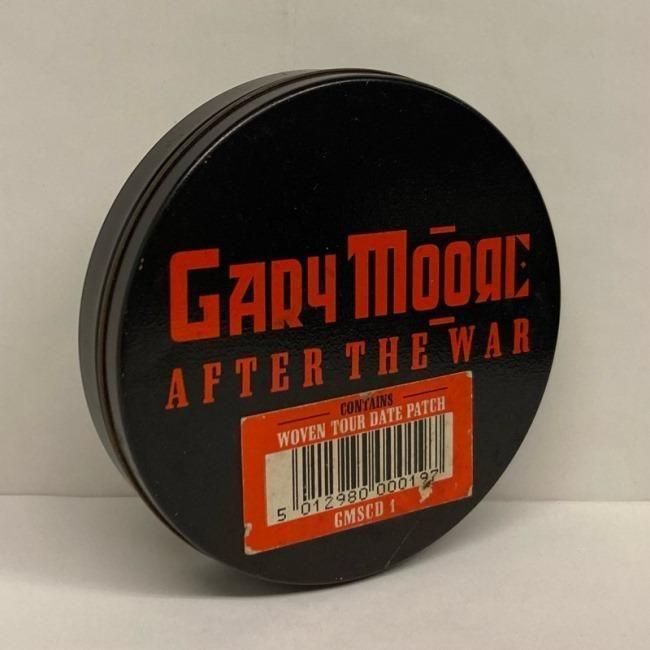 GARY MOORE
AFTER THE WAR
CONTAINS
WOVEN TOUR DATE PATCH
5 012980 000197
GMSCD 1